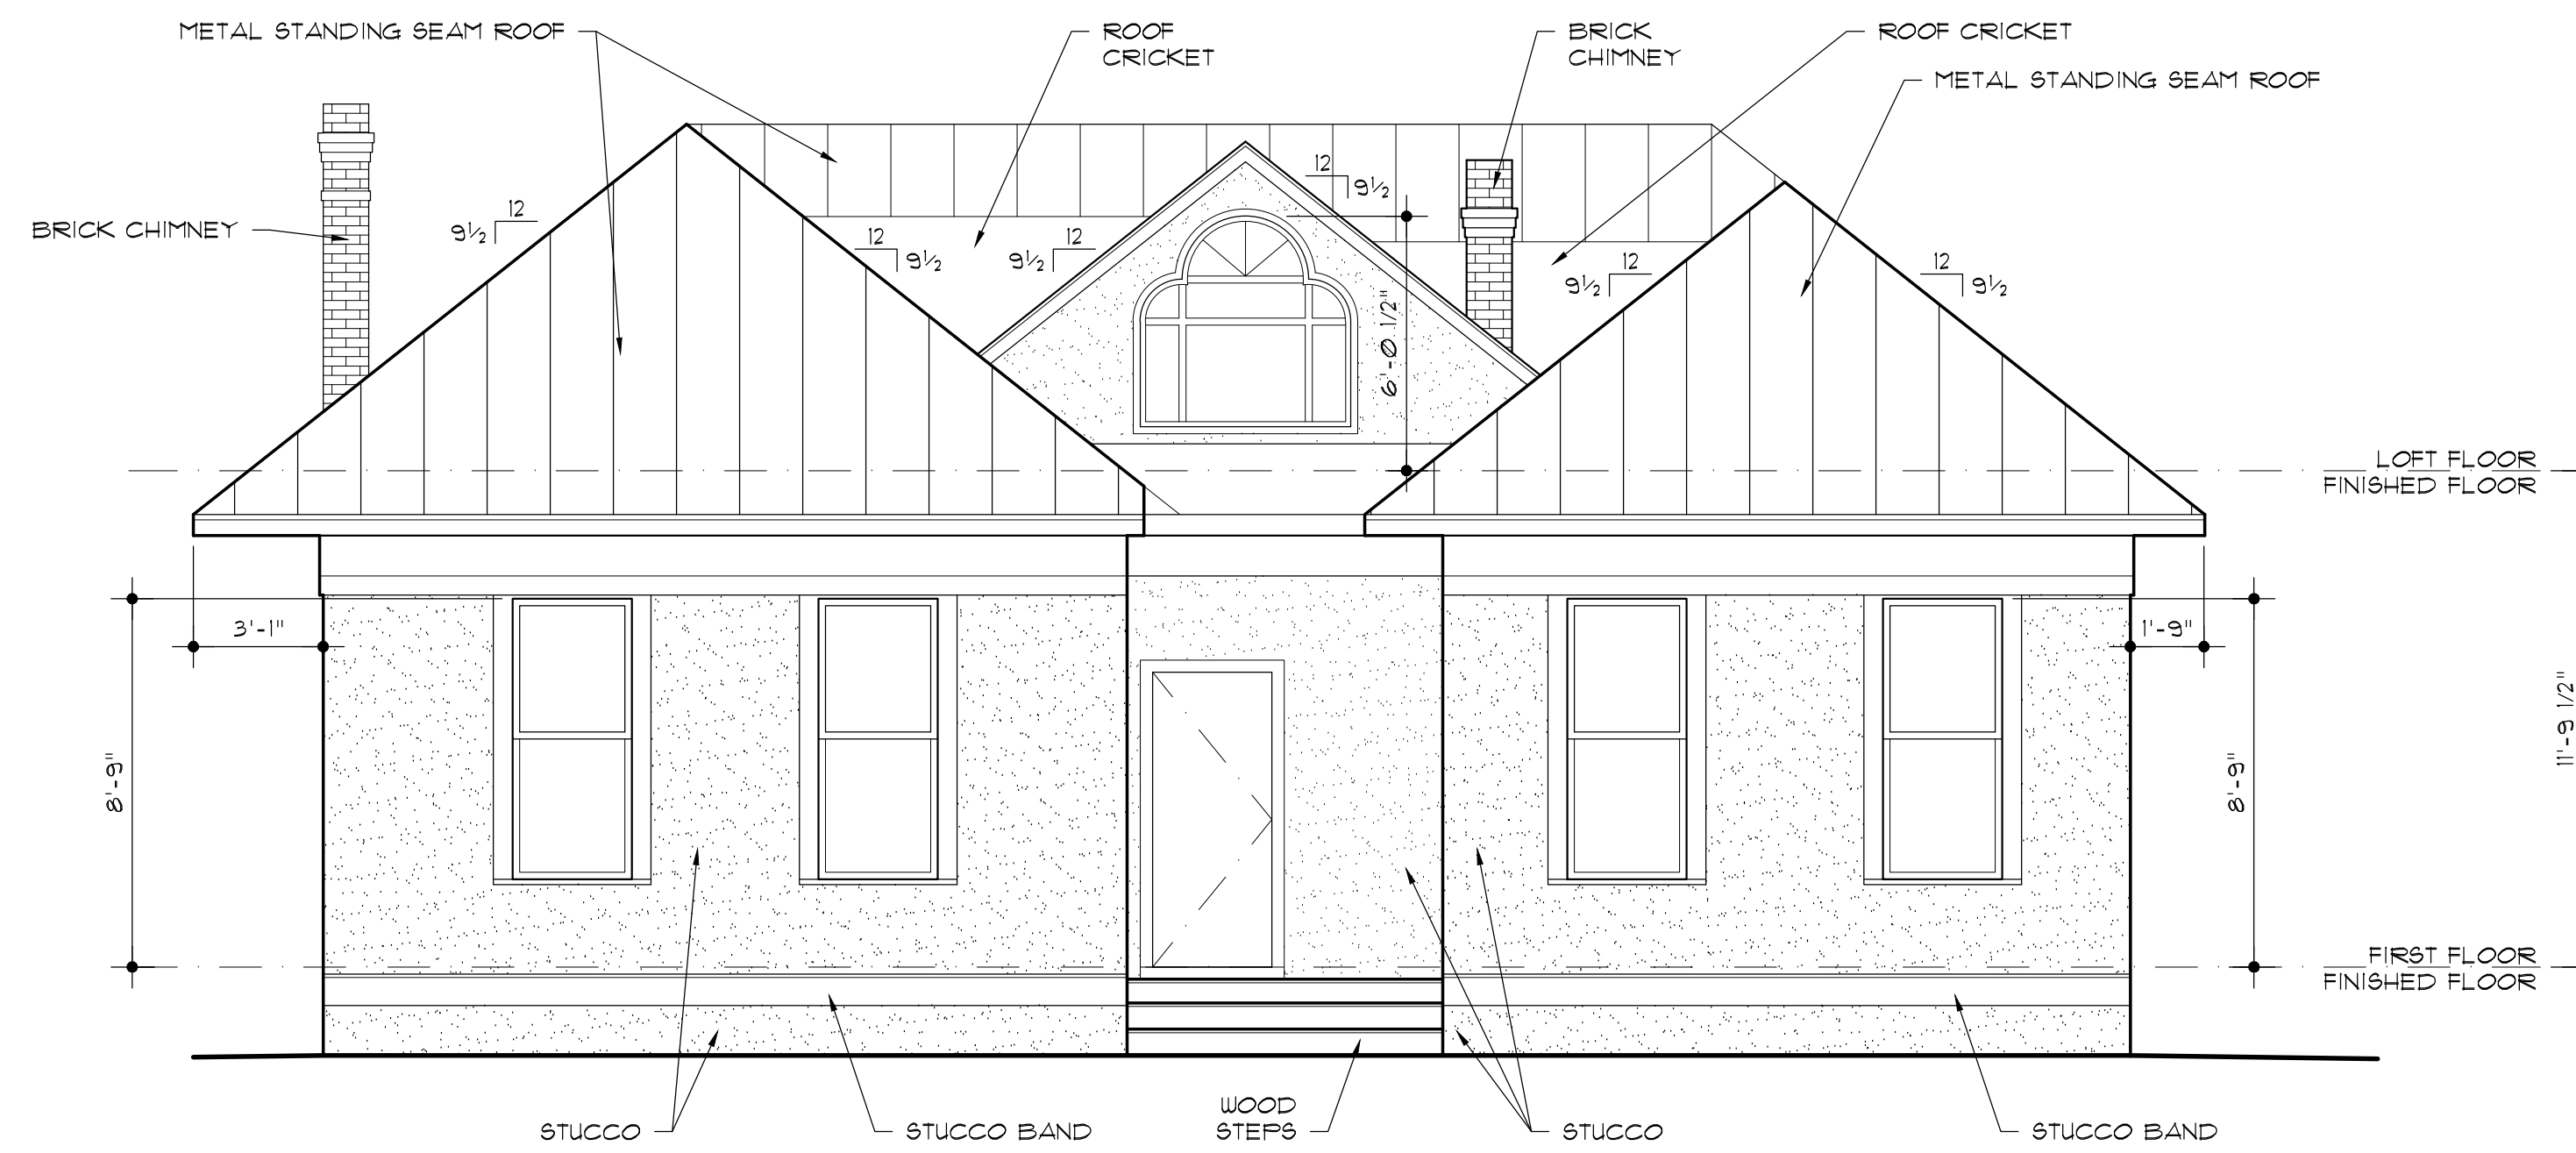 METAL STANDING SEAM ROOF
ROOF
CRICKET
BRICK
CHIMNEY
ROOF CRICKET
METAL STANDING SEAM ROOF
BRICK CHIMNEY
12
9½
12
9½
12
9½
12
9½
12
9½
12
9½
6'-0 1/2"
LOFT FLOOR
FINISHED FLOOR
3'-1"
1'-9"
8'-9"
8'-9"
11'-9 1/2"
FIRST FLOOR
FINISHED FLOOR
STUCCO
STUCCO BAND
WOOD
STEPS
STUCCO
STUCCO BAND